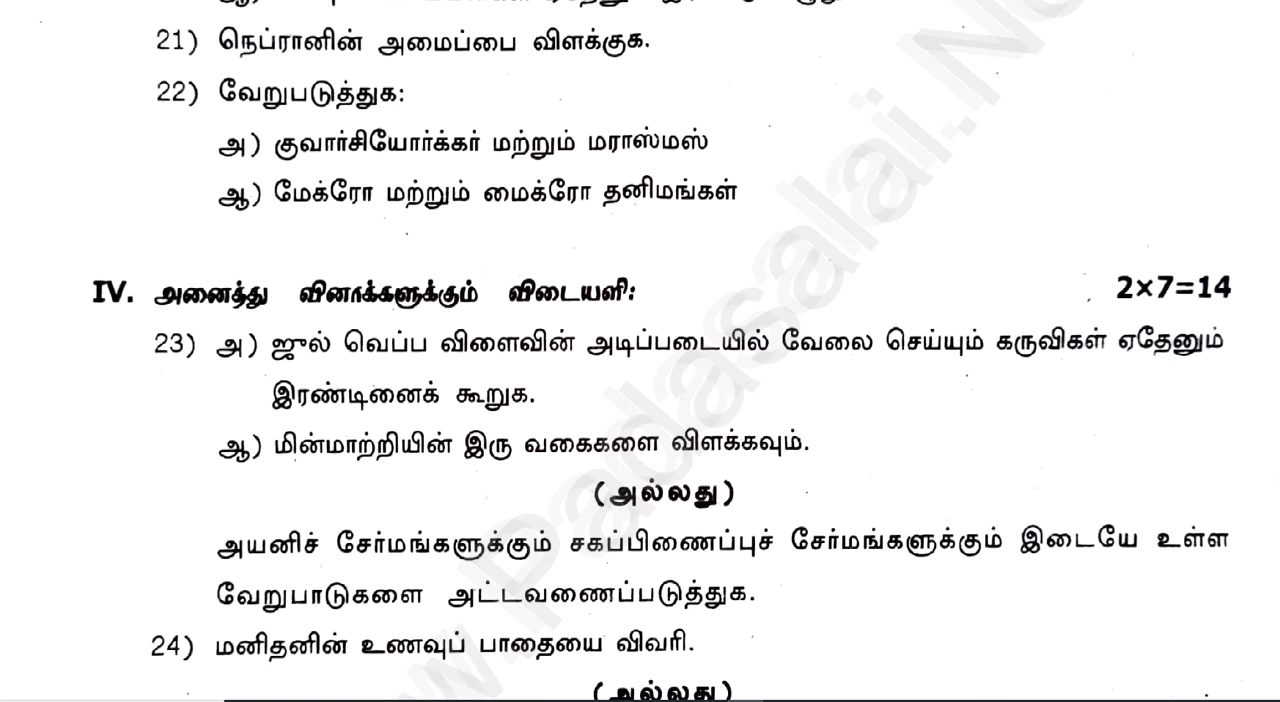 21) நெப்ரானின் அமைப்பை விளக்குக.
22) வேறுபடுத்துக:
அ) குவார்சியோர்க்கர் மற்றும் மராஸ்மஸ்
ஆ) மேக்ரோ மற்றும் மைக்ரோ தனிமங்கள்
IV. அனைத்து வினாக்களுக்கும் விடையளி: 2×7=14
23) அ) ஜுல் வெப்ப விளைவின் அடிப்படையில் வேலை செய்யும் கருவிகள் ஏதேனும்
இரண்டினைக் கூறுக.
ஆ) மின்மாற்றியின் இரு வகைகளை விளக்கவும்.
(அல்லது)
அயனிச் சேர்மங்களுக்கும் சகப்பிணைப்புச் சேர்மங்களுக்கும் இடையே உள்ள
வேறுபாடுகளை அட்டவணைப்படுத்துக.
24) மனிதனின் உணவுப் பாதையை விவரி.
(அல்லது)